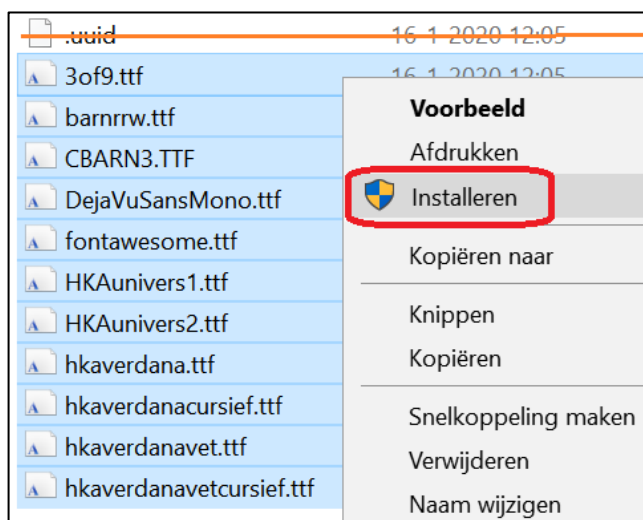 .uuid 16-1-2020 12:05
3of9.ttf 16-1-2020 12:05
barnrrw.ttf
CBARN3.TTF
DejaVuSansMono.ttf
fontawesome.ttf
HKAunivers1.ttf
HKAunivers2.ttf
hkaverdana.ttf
hkaverdanacursief.ttf
hkaverdanavet.ttf
hkaverdanavetcursief.ttf
Voorbeeld
Afdrukken
Installeren
Kopiëren naar
Knippen
Kopiëren
Snelkoppeling maken
Verwijderen
Naam wijzigen